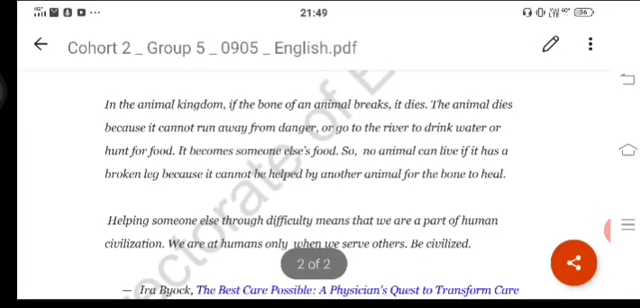 21:49
36
Cohort 2 _ Group 5 _ 0905 _ English.pdf
In the animal kingdom, if the bone of an animal breaks, it dies. The animal dies
because it cannot run away from danger, or go to the river to drink water or
hunt for food. It becomes someone else's food. So, no animal can live if it has a
broken leg because it cannot be helped by another animal for the bone to heal.
Helping someone else through difficulty means that we are a part of human
civilization. We are at humans only when we serve others. Be civilized.
2 of 2
— Ira Byock, The Best Care Possible: A Physician's Quest to Transform Care
ectorate of E